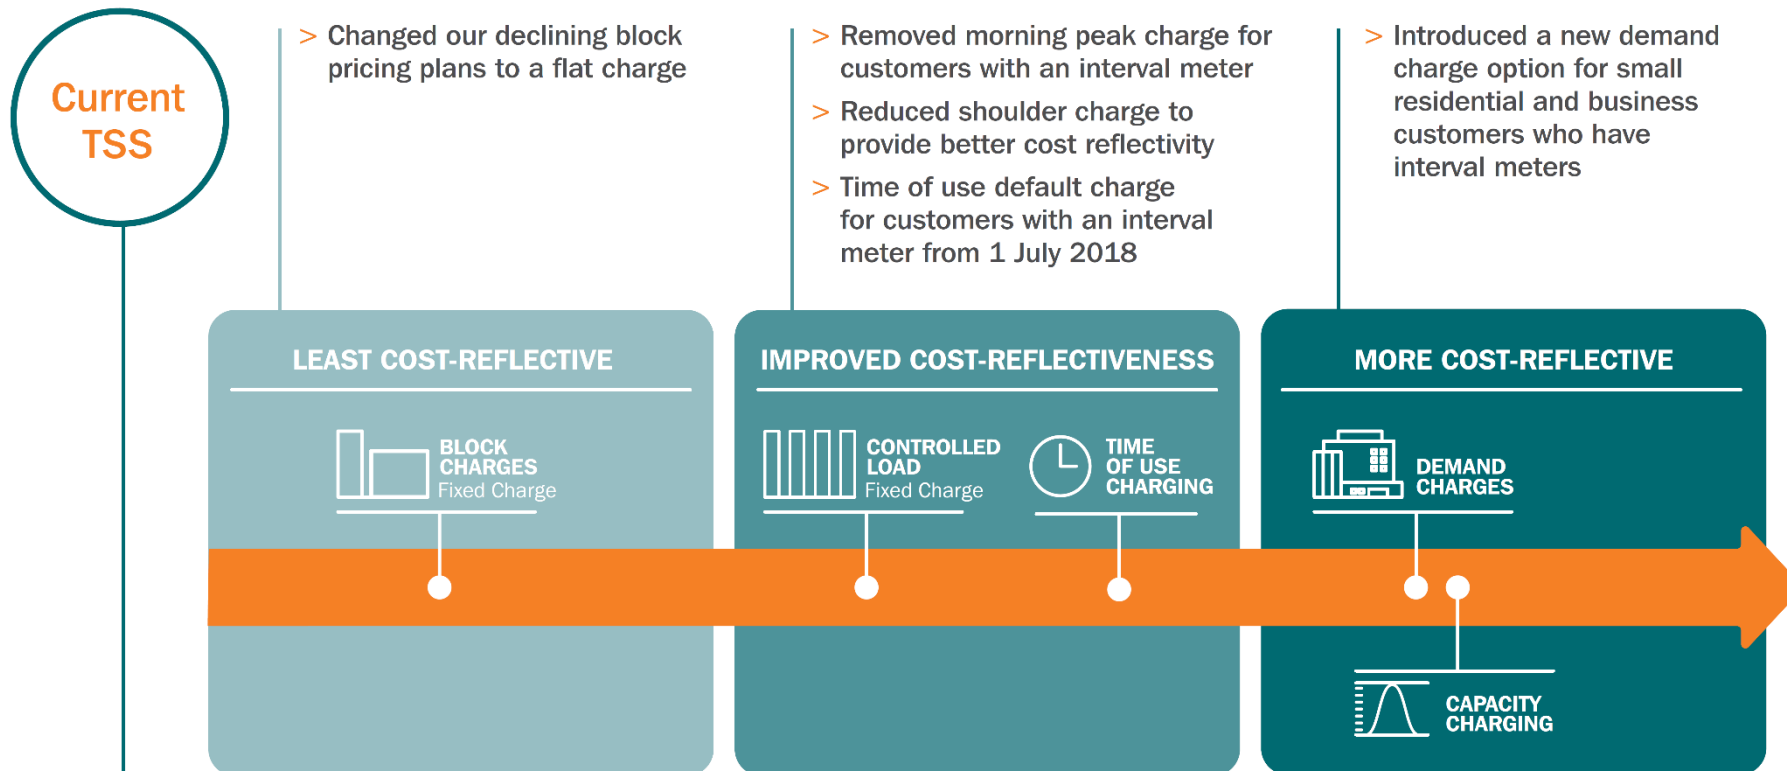 Current
TSS
> Changed our declining block
pricing plans to a flat charge
> Removed morning peak charge for
customers with an interval meter
> Reduced shoulder charge to
provide better cost reflectivity
> Time of use default charge
for customers with an interval
meter from 1 July 2018
> Introduced a new demand
charge option for small
residential and business
customers who have
interval meters
LEAST COST-REFLECTIVE
BLOCK
CHARGES
Fixed Charge
IMPROVED COST-REFLECTIVENESS
CONTROLLED
LOAD
Fixed Charge
TIME
OF USE
CHARGING
MORE COST-REFLECTIVE
DEMAND
CHARGES
CAPACITY
CHARGING